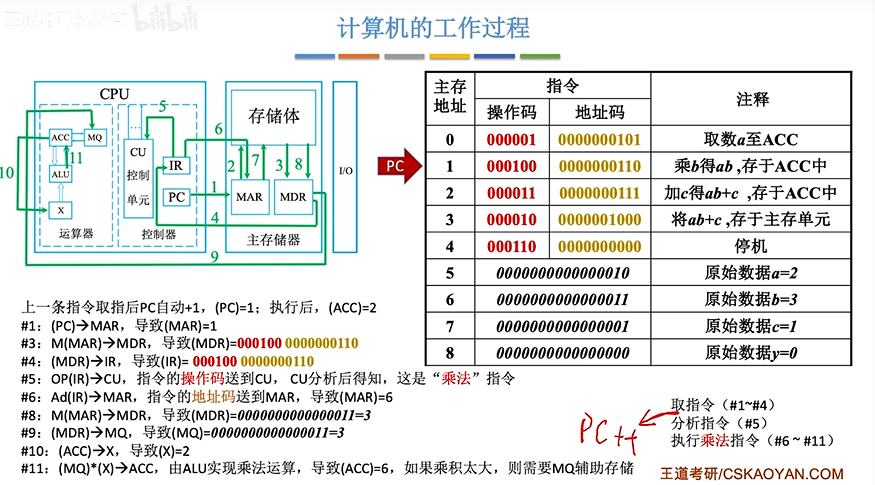 王道计算机教育 bilibili
计算机的工作过程
CPU
ACC
MQ
ALU
X
运算器
CU
控制
单元
IR
PC
控制器
存储体
MAR
MDR
主存储器
I/O
1
2
3
4
5
6
7
8
9
10
11
PC
主存地址 指令 注释
操作码 地址码
0 000001 0000000101 取数a至ACC
1 000100 0000000110 乘b得ab ,存于ACC中
2 000011 0000000111 加c得ab+c ,存于ACC中
3 000010 0000001000 将ab+c ,存于主存单元
4 000110 0000000000 停机
5 0000000000000010 原始数据a=2
6 0000000000000011 原始数据b=3
7 0000000000000001 原始数据c=1
8 0000000000000000 原始数据y=0
上一条指令取指后PC自动+1，(PC)=1；执行后，(ACC)=2
#1：(PC)→MAR，导致(MAR)=1
#3：M(MAR)→MDR，导致(MDR)=000100 0000000110
#4：(MDR)→IR，导致(IR)= 000100 0000000110
#5：OP(IR)→CU，指令的操作码送到CU， CU分析后得知，这是“乘法”指令
#6：Ad(IR)→MAR，指令的地址码送到MAR，导致(MAR)=6
#8：M(MAR)→MDR，导致(MDR)=0000000000000011=3
#9：(MDR)→MQ，导致(MQ)=0000000000000011=3
#10：(ACC)→X，导致(X)=2
#11：(MQ)*(X)→ACC，由ALU实现乘法运算，导致(ACC)=6，如果乘积太大，则需要MQ辅助存储
PC++
取指令（#1~#4）
分析指令（#5）
执行乘法指令（#6 ~ #11）
王道考研/CSKAOYAN.COM